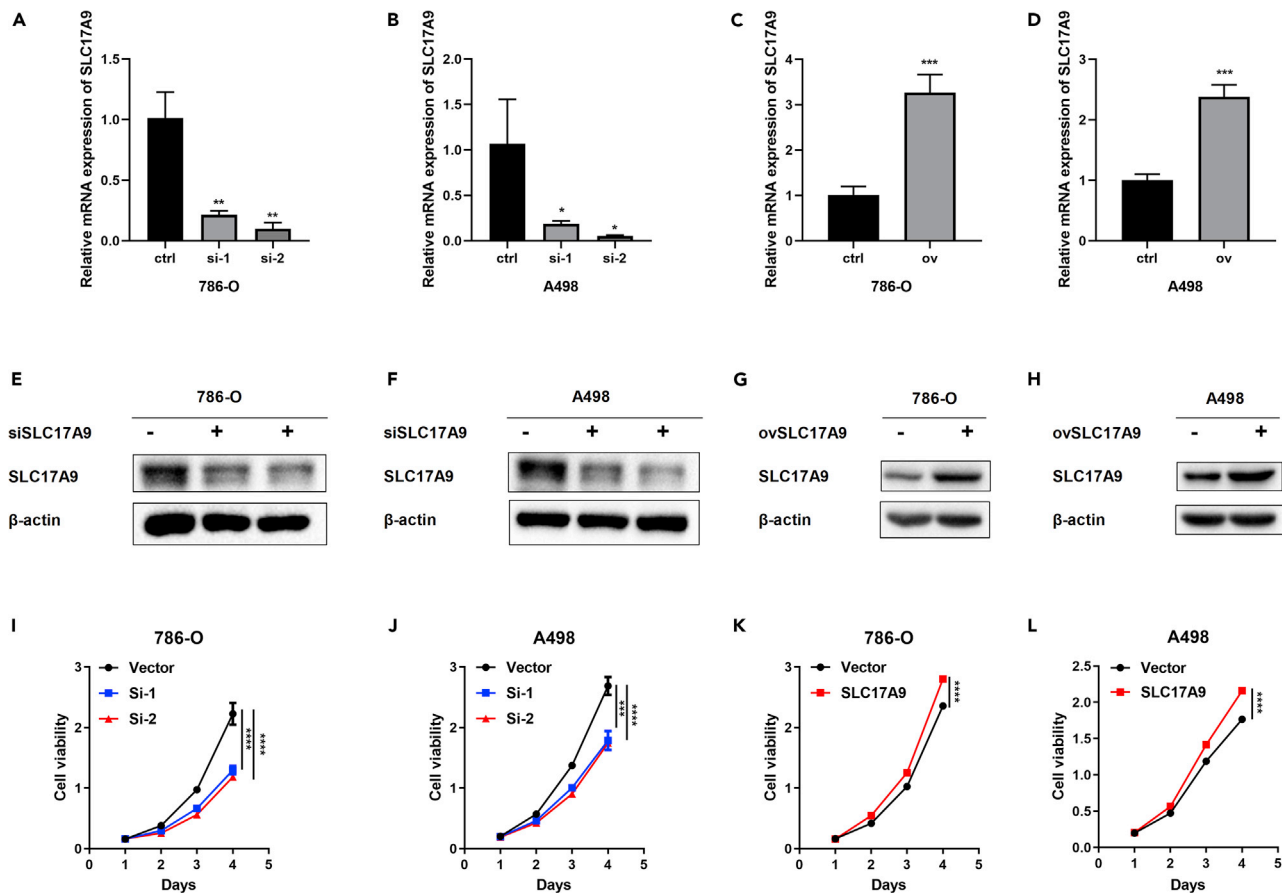 A
Relative mRNA expression of SLC17A9
1.5
1.0
0.5
0.0
**
**
ctrl si-1 si-2
786-O
B
Relative mRNA expression of SLC17A9
2.0
1.5
1.0
0.5
0.0
*
*
ctrl si-1 si-2
A498
C
Relative mRNA expression of SLC17A9
4
3
2
1
0
***
ctrl ov
786-O
D
Relative mRNA expression of SLC17A9
3
2
1
0
***
ctrl ov
A498
E
786-O
siSLC17A9 - + +
SLC17A9
β-actin
F
A498
siSLC17A9 - + +
SLC17A9
β-actin
G
786-O
ovSLC17A9 - +
SLC17A9
β-actin
H
A498
ovSLC17A9 - +
SLC17A9
β-actin
I
786-O
Vector
Si-1
Si-2
Cell viability
3
2
1
0
****
****
0 1 2 3 4 5
Days
J
A498
Vector
Si-1
Si-2
Cell viability
3
2
1
0
***
****
0 1 2 3 4 5
Days
K
786-O
Vector
SLC17A9
Cell viability
3
2
1
0
****
0 1 2 3 4 5
Days
L
A498
Vector
SLC17A9
Cell viability
2.5
2.0
1.5
1.0
0.5
0.0
****
0 1 2 3 4 5
Days